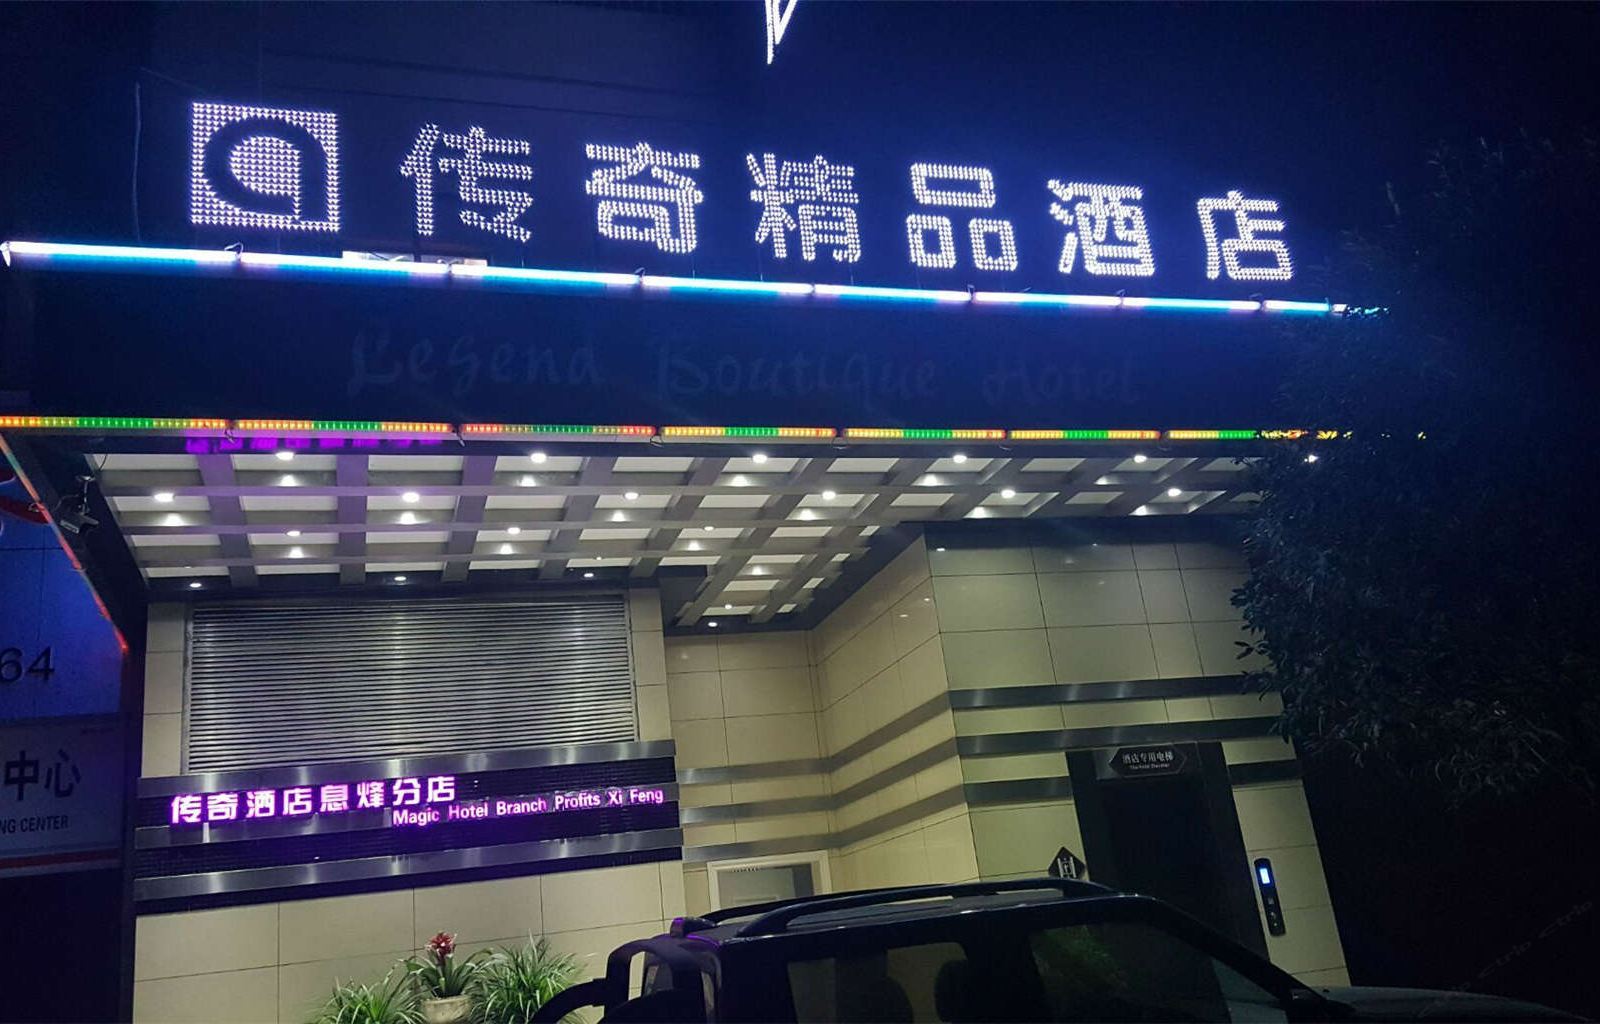 传奇精品酒店
Legend Boutique Hotel
64
中心
NG CENTER
传奇酒店息烽分店
Magic Hotel Branch Profits Xi Feng
酒店专用电梯